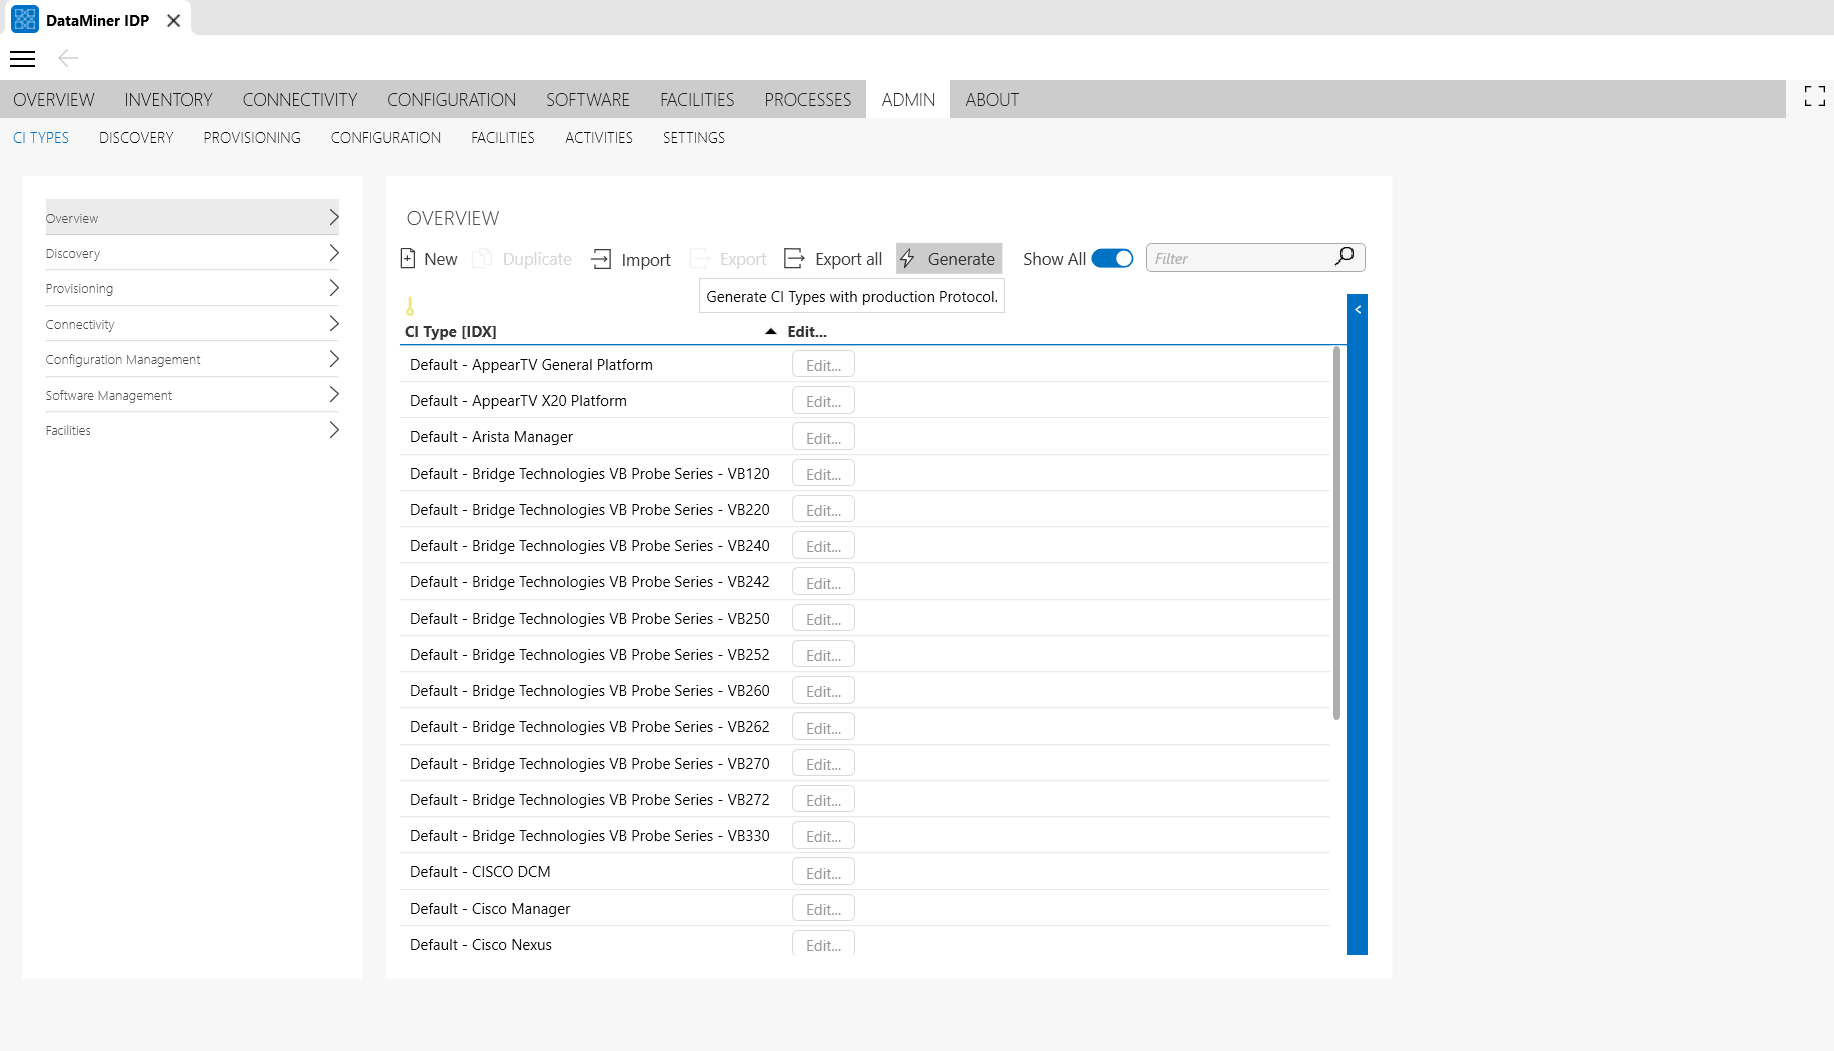 DataMiner IDP
OVERVIEW INVENTORY CONNECTIVITY CONFIGURATION SOFTWARE FACILITIES PROCESSES ADMIN ABOUT
CI TYPES DISCOVERY PROVISIONING CONFIGURATION FACILITIES ACTIVITIES SETTINGS
Overview
Discovery
Provisioning
Connectivity
Configuration Management
Software Management
Facilities
OVERVIEW
New Duplicate Import Export Export all Generate Show All Filter
Generate CI Types with production Protocol.
CI Type [IDX] Edit...
Default - AppearTV General Platform Edit...
Default - AppearTV X20 Platform Edit...
Default - Arista Manager Edit...
Default - Bridge Technologies VB Probe Series - VB120 Edit...
Default - Bridge Technologies VB Probe Series - VB220 Edit...
Default - Bridge Technologies VB Probe Series - VB240 Edit...
Default - Bridge Technologies VB Probe Series - VB242 Edit...
Default - Bridge Technologies VB Probe Series - VB250 Edit...
Default - Bridge Technologies VB Probe Series - VB252 Edit...
Default - Bridge Technologies VB Probe Series - VB260 Edit...
Default - Bridge Technologies VB Probe Series - VB262 Edit...
Default - Bridge Technologies VB Probe Series - VB270 Edit...
Default - Bridge Technologies VB Probe Series - VB272 Edit...
Default - Bridge Technologies VB Probe Series - VB330 Edit...
Default - CISCO DCM Edit...
Default - Cisco Manager Edit...
Default - Cisco Nexus Edit...